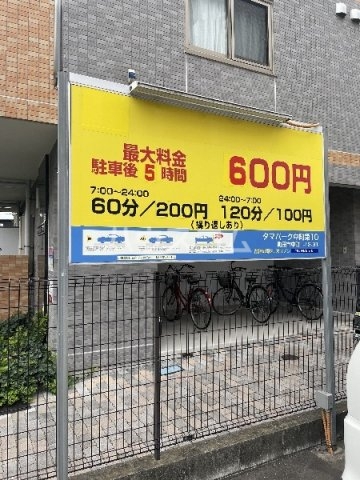 最大料金
駐車後 5 時間
600円
7:00〜24:00
60分／200円
24:00〜7:00
120分／100円
(繰り返しあり)
タマパーク中町第10